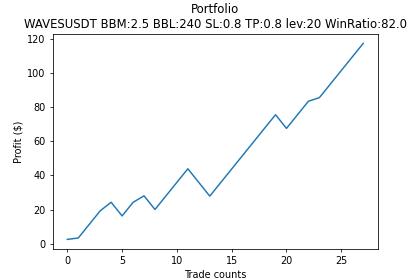 Portfolio
WAVESUSDT BBM:2.5 BBL:240 SL:0.8 TP:0.8 lev:20 WinRatio:82.0
120
100
80
60
40
20
0
Profit ($)
0 5 10 15 20 25
Trade counts